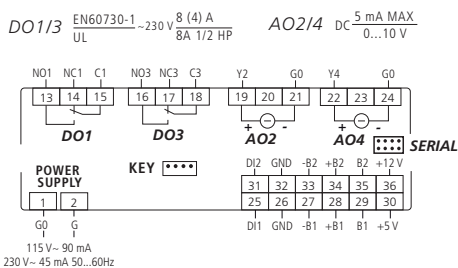 DO1/3 EN60730-1 ~230 V 8 (4) A
UL 8A 1/2 HP
AO2/4 DC 5 mA MAX
0...10 V
NO1 NC1 C1 NO3 NC3 C3 Y2 G0 Y4 G0
13 14 15 16 17 18 19 20 21 22 23 24
+ - + -
DO1 DO3 AO2 AO4 SERIAL
POWER SUPPLY
KEY
DI2 GND -B2 +B2 B2 +12 V
31 32 33 34 35 36
1 2 25 26 27 28 29 30
G0 G DI1 GND -B1 +B1 B1 +5 V
115 V~ 90 mA
230 V~ 45 mA 50...60Hz